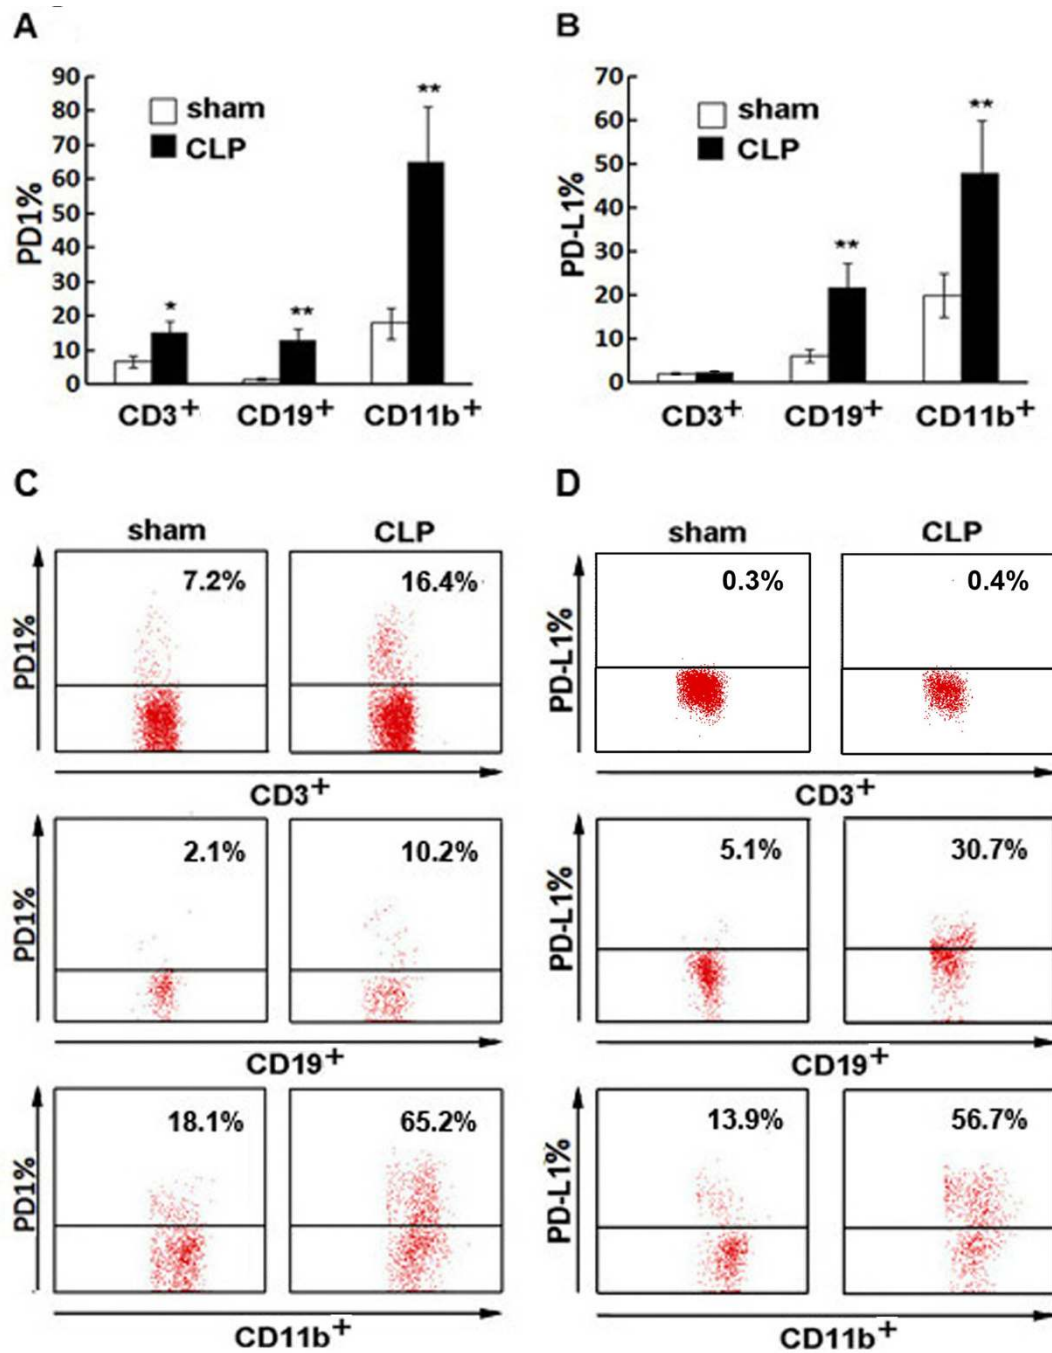 A
PD1%
90
80
70
60
50
40
30
20
10
0
sham
CLP
*
**
**
CD3+
CD19+
CD11b+
B
PD-L1%
70
60
50
40
30
20
10
0
sham
CLP
**
**
CD3+
CD19+
CD11b+
C
sham
CLP
PD1%
7.2%
16.4%
CD3+
PD1%
2.1%
10.2%
CD19+
PD1%
18.1%
65.2%
CD11b+
D
sham
CLP
PD-L1%
0.3%
0.4%
CD3+
PD-L1%
5.1%
30.7%
CD19+
PD-L1%
13.9%
56.7%
CD11b+